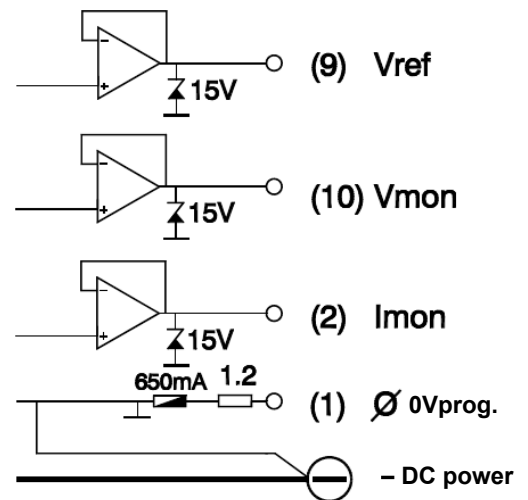 (9) Vref
15V
(10) Vmon
15V
(2) Imon
15V
650mA 1.2
(1) Ø 0Vprog.
– DC power